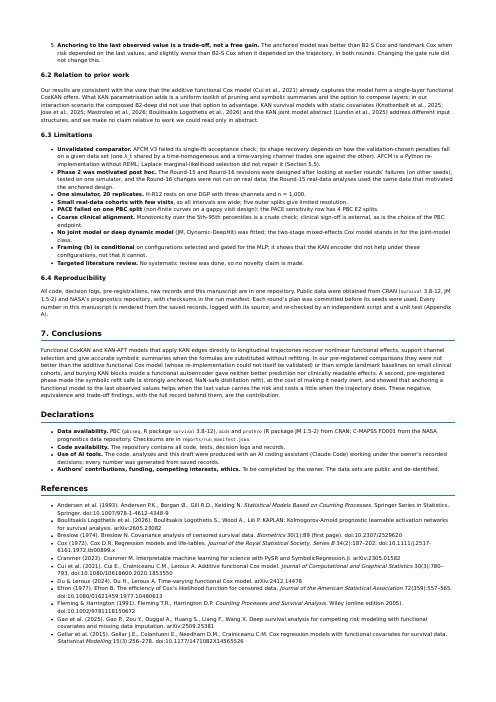 5. Anchoring to the last observed value is a trade-off, not a free gain. The anchored model was better than B2-S Cox and landmark Cox when
risk depended on the last values, and slightly worse than B2-S Cox when it depended on the trajectory, in both rounds. Changing the gate rule did
not change this.
6.2 Relation to prior work
Our results are consistent with the view that the additive functional Cox model (Cui et al., 2021) already captures the model form a single-layer functional
CoxKAN offers. What KAN parametrisation adds is a uniform toolkit of pruning and symbolic summaries and the option to compose layers; in our
interaction scenario the composed B2-deep did not use that option to advantage. KAN survival models with static covariates (Knottenbelt et al., 2025;
Jose et al., 2025; Mastroleo et al., 2026; Boulitsakis Logothetis et al., 2026) and the KAN joint model abstract (Lundin et al., 2025) address different input
structures, and we make no claim relative to work we could read only in abstract.
6.3 Limitations
• Unvalidated comparator. AFCM V3 failed its single-fit acceptance check; its shape recovery depends on how the validation-chosen penalties fall
on a given data set (one λ_t shared by a time-homogeneous and a time-varying channel trades one against the other). AFCM is a Python re-
implementation without REML; Laplace marginal-likelihood selection did not repair it (Section 5.5).
• Phase 2 was motivated post hoc. The Round-15 and Round-16 revisions were designed after looking at earlier rounds' failures (on other seeds),
tested on one simulator, and the Round-16 changes were not run on real data; the Round-15 real-data analyses used the same data that motivated
the anchored design.
• One simulator, 20 replicates. H-R12 rests on one DGP with three channels and n = 1,000.
• Small real-data cohorts with few visits, so all intervals are wide; five outer splits give limited resolution.
• PACE failed on one PBC split (non-finite curves on a gappy visit design); the PACE sensitivity row has 4 PBC E2 splits.
• Coarse clinical alignment. Monotonicity over the 5th-95th percentiles is a crude check; clinical sign-off is external, as is the choice of the PBC
endpoint.
• No joint model or deep dynamic model (JM, Dynamic-DeepHit) was fitted; the two-stage mixed-effects Cox model stands in for the joint-model
class.
• Framing (b) is conditional on configurations selected and gated for the MLP; it shows that the KAN encoder did not help under these
configurations, not that it cannot.
• Targeted literature review. No systematic review was done, so no novelty claim is made.
6.4 Reproducibility
All code, decision logs, pre-registrations, raw records and this manuscript is in one repository. Public data were obtained from CRAN (survival 3.8-12, JM
1.5-2) and NASA's prognostics repository, with checksums in the run manifest. Each round's plan was committed before its seeds were used. Every
number in this manuscript is rendered from the saved records, logged with its source, and re-checked by an independent script and a unit test (Appendix
A).
7. Conclusions
Functional CoxKAN and KAN-AFT models that apply KAN edges directly to longitudinal trajectories recover nonlinear functional effects, support channel
selection and give accurate symbolic summaries when the formulas are substituted without refitting. In our pre-registered comparisons they were not
better than the additive functional Cox model (whose re-implementation could not itself be validated) or than simple landmark baselines on small clinical
cohorts, and burying KAN blocks inside a functional autoencoder gave neither better prediction nor clinically readable effects. A second, pre-registered
phase made the symbolic refit safe (a strongly anchored, NaN-safe distillation refit), at the cost of making it nearly inert, and showed that anchoring a
functional model to the last observed values helps when the last value carries the risk and costs a little when the trajectory does. These negative,
equivalence and trade-off findings, with the full record behind them, are the contribution.
Declarations
• Data availability. PBC (pbcseq, R package survival 3.8-12), aids and prothro (R package JM 1.5-2) from CRAN; C-MAPSS FD001 from the NASA
prognostics data repository. Checksums are in reports/run_manifest.json.
• Code availability. The repository contains all code, tests, decision logs and records.
• Use of AI tools. The code, analyses and this draft were produced with an AI coding assistant (Claude Code) working under the owner's recorded
decisions; every number was generated from saved records.
• Authors' contributions, funding, competing interests, ethics. To be completed by the owner. The data sets are public and de-identified.
References
• Andersen et al. (1993). Andersen P.K., Borgan Ø., Gill R.D., Keiding N. Statistical Models Based on Counting Processes. Springer Series in Statistics.
Springer. doi:10.1007/978-1-4612-4348-9
• Boulitsakis Logothetis et al. (2026). Boulitsakis Logothetis S., Wood A., Liò P. KAPLAN: Kolmogorov-Arnold prognostic learnable activation networks
for survival analysis. arXiv:2605.23082
• Breslow (1974). Breslow N. Covariance analysis of censored survival data. Biometrics 30(1):89 (first page). doi:10.2307/2529620
• Cox (1972). Cox D.R. Regression models and life-tables. Journal of the Royal Statistical Society. Series B 34(2):187–202. doi:10.1111/j.2517-
6161.1972.tb00899.x
• Cranmer (2023). Cranmer M. Interpretable machine learning for science with PySR and SymbolicRegression.jl. arXiv:2305.01582
• Cui et al. (2021). Cui E., Crainiceanu C.M., Leroux A. Additive functional Cox model. Journal of Computational and Graphical Statistics 30(3):780–
793. doi:10.1080/10618600.2020.1853550
• Du & Leroux (2024). Du H., Leroux A. Time-varying functional Cox model. arXiv:2412.14478
• Efron (1977). Efron B. The efficiency of Cox's likelihood function for censored data. Journal of the American Statistical Association 72(359):557–565.
doi:10.1080/01621459.1977.10480613
• Fleming & Harrington (1991). Fleming T.R., Harrington D.P. Counting Processes and Survival Analysis. Wiley (online edition 2005).
doi:10.1002/9781118150672
• Gao et al. (2025). Gao P., Zou Y., Duggal A., Huang S., Liang F., Wang X. Deep survival analysis for competing risk modeling with functional
covariates and missing data imputation. arXiv:2509.25381
• Gellar et al. (2015). Gellar J.E., Colantuoni E., Needham D.M., Crainiceanu C.M. Cox regression models with functional covariates for survival data.
Statistical Modelling 15(3):256–278. doi:10.1177/1471082X14565526